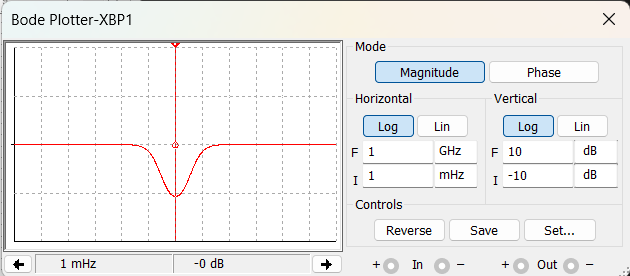 Bode Plotter-XBP1
Mode
Magnitude Phase
Horizontal Vertical
Log Lin Log Lin
F 1 GHz F 10 dB
I 1 mHz I -10 dB
Controls
Reverse Save Set...
1 mHz -0 dB
+ In − + Out −